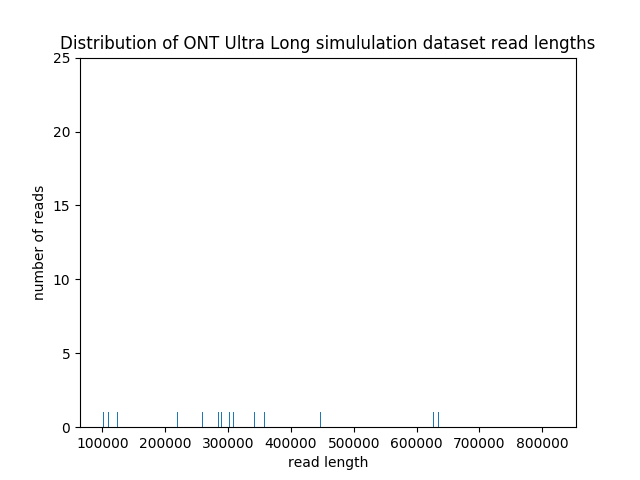 Distribution of ONT Ultra Long simululation dataset read lengths
25
20
15
10
5
0
number of reads
100000 200000 300000 400000 500000 600000 700000 800000
read length